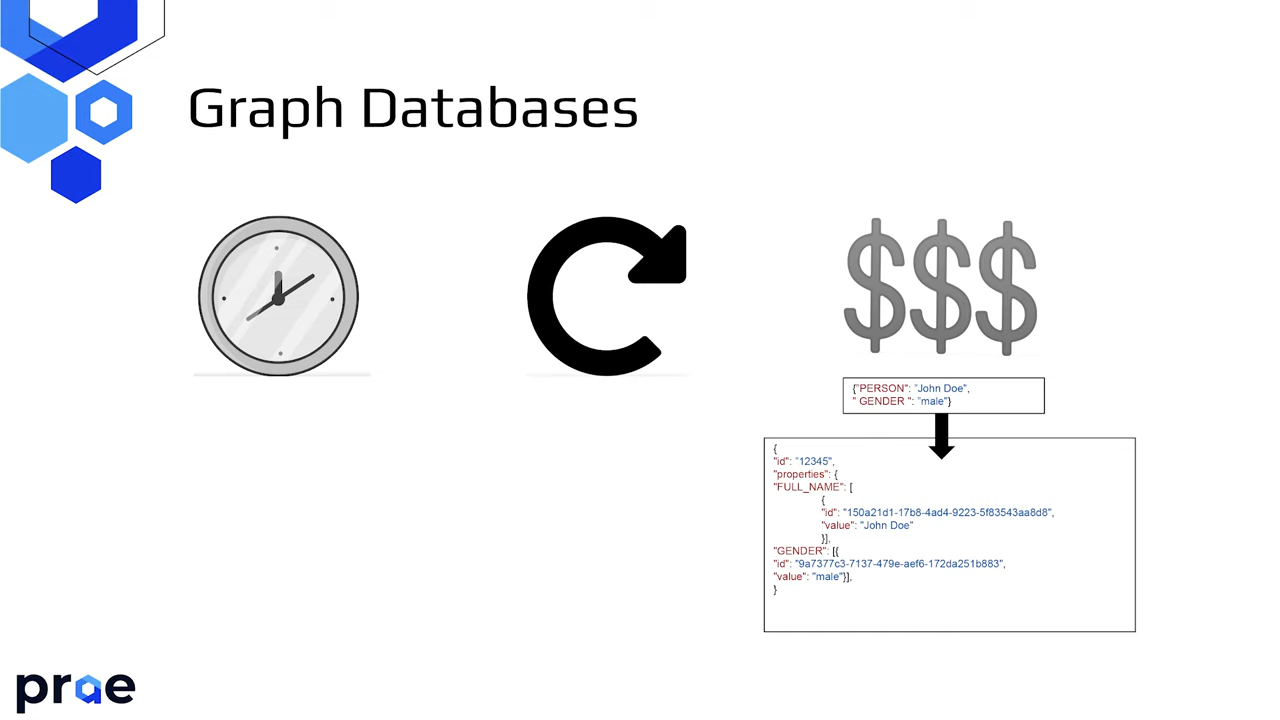 Graph Databases
$$$
{"PERSON": "John Doe",
" GENDER ": "male"}
{
"id": "12345",
"properties": {
"FULL_NAME": [
{
"id": "150a21d1-17b8-4ad4-9223-5f83543aa8d8",
"value": "John Doe"
}],
"GENDER": [{
"id": "9a7377c3-7137-479e-aef6-172da251b883",
"value": "male"}],
}
prae